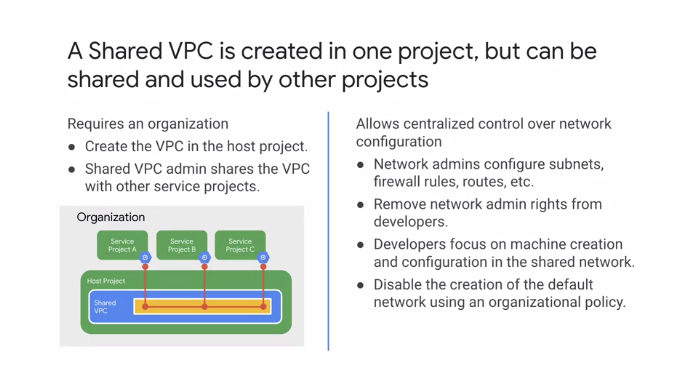 A Shared VPC is created in one project, but can be
shared and used by other projects
Requires an organization
● Create the VPC in the host project.
● Shared VPC admin shares the VPC
with other service projects.
Organization
Service
Project A
Service
Project B
Service
Project C
Host Project
Shared
VPC
Allows centralized control over network
configuration
● Network admins configure subnets,
firewall rules, routes, etc.
● Remove network admin rights from
developers.
● Developers focus on machine creation
and configuration in the shared network.
● Disable the creation of the default
network using an organizational policy.